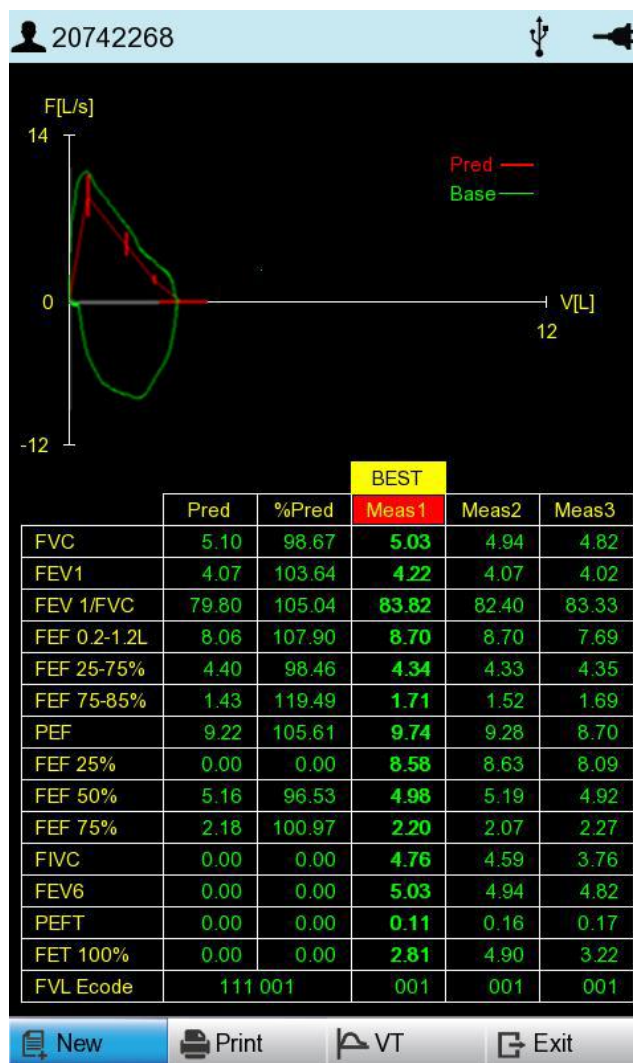 20742268
F[L/s]
14
Pred
Base
0
V[L]
12
-12
BEST
Pred %Pred Meas1 Meas2 Meas3
FVC 5.10 98.67 5.03 4.94 4.82
FEV1 4.07 103.64 4.22 4.07 4.02
FEV 1/FVC 79.80 105.04 83.82 82.40 83.33
FEF 0.2-1.2L 8.06 107.90 8.70 8.70 7.69
FEF 25-75% 4.40 98.46 4.34 4.33 4.35
FEF 75-85% 1.43 119.49 1.71 1.52 1.69
PEF 9.22 105.61 9.74 9.28 8.70
FEF 25% 0.00 0.00 8.58 8.63 8.09
FEF 50% 5.16 96.53 4.98 5.19 4.92
FEF 75% 2.18 100.97 2.20 2.07 2.27
FIVC 0.00 0.00 4.76 4.59 3.76
FEV6 0.00 0.00 5.03 4.94 4.82
PEFT 0.00 0.00 0.11 0.16 0.17
FET 100% 0.00 0.00 2.81 4.90 3.22
FVL Ecode 111 001 001 001 001
New Print VT Exit